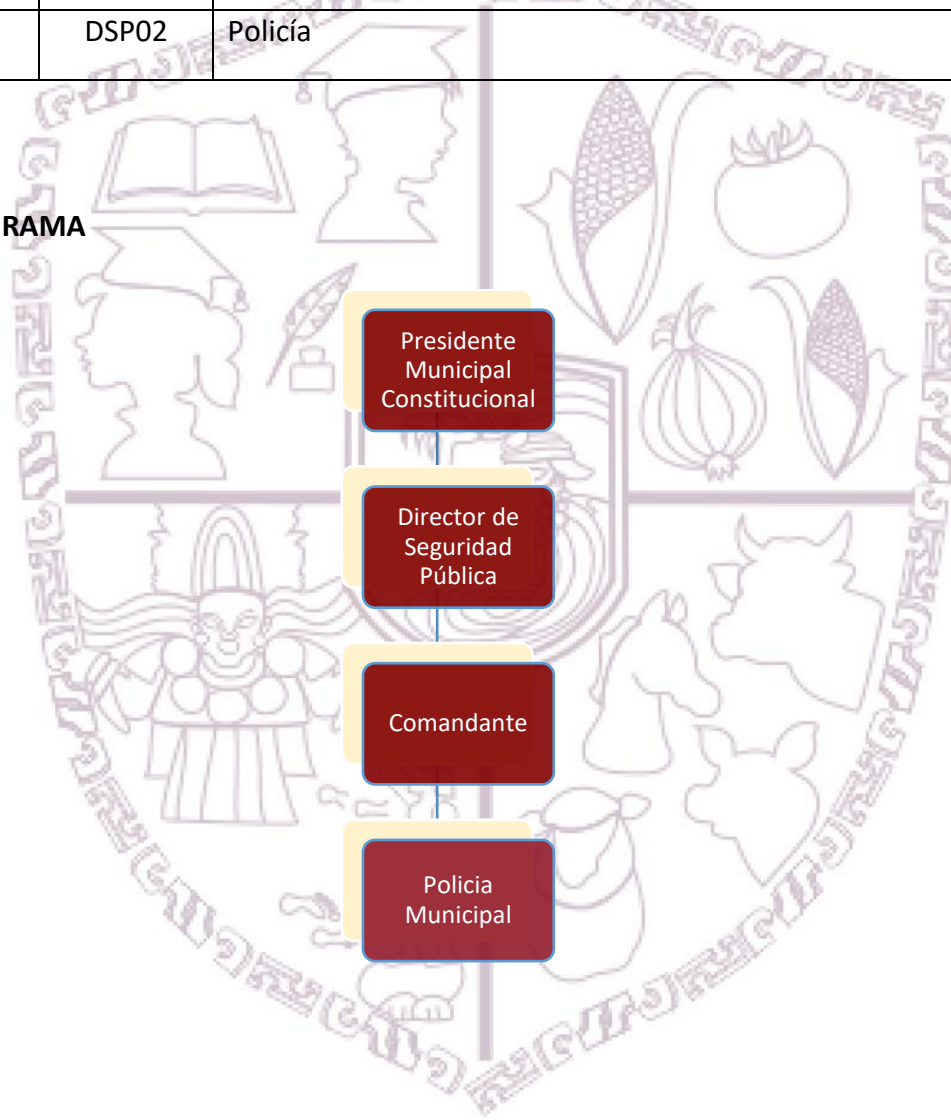 DSP02 Policía
RAMA
Presidente
Municipal
Constitucional
Director de
Seguridad
Pública
Comandante
Policia
Municipal